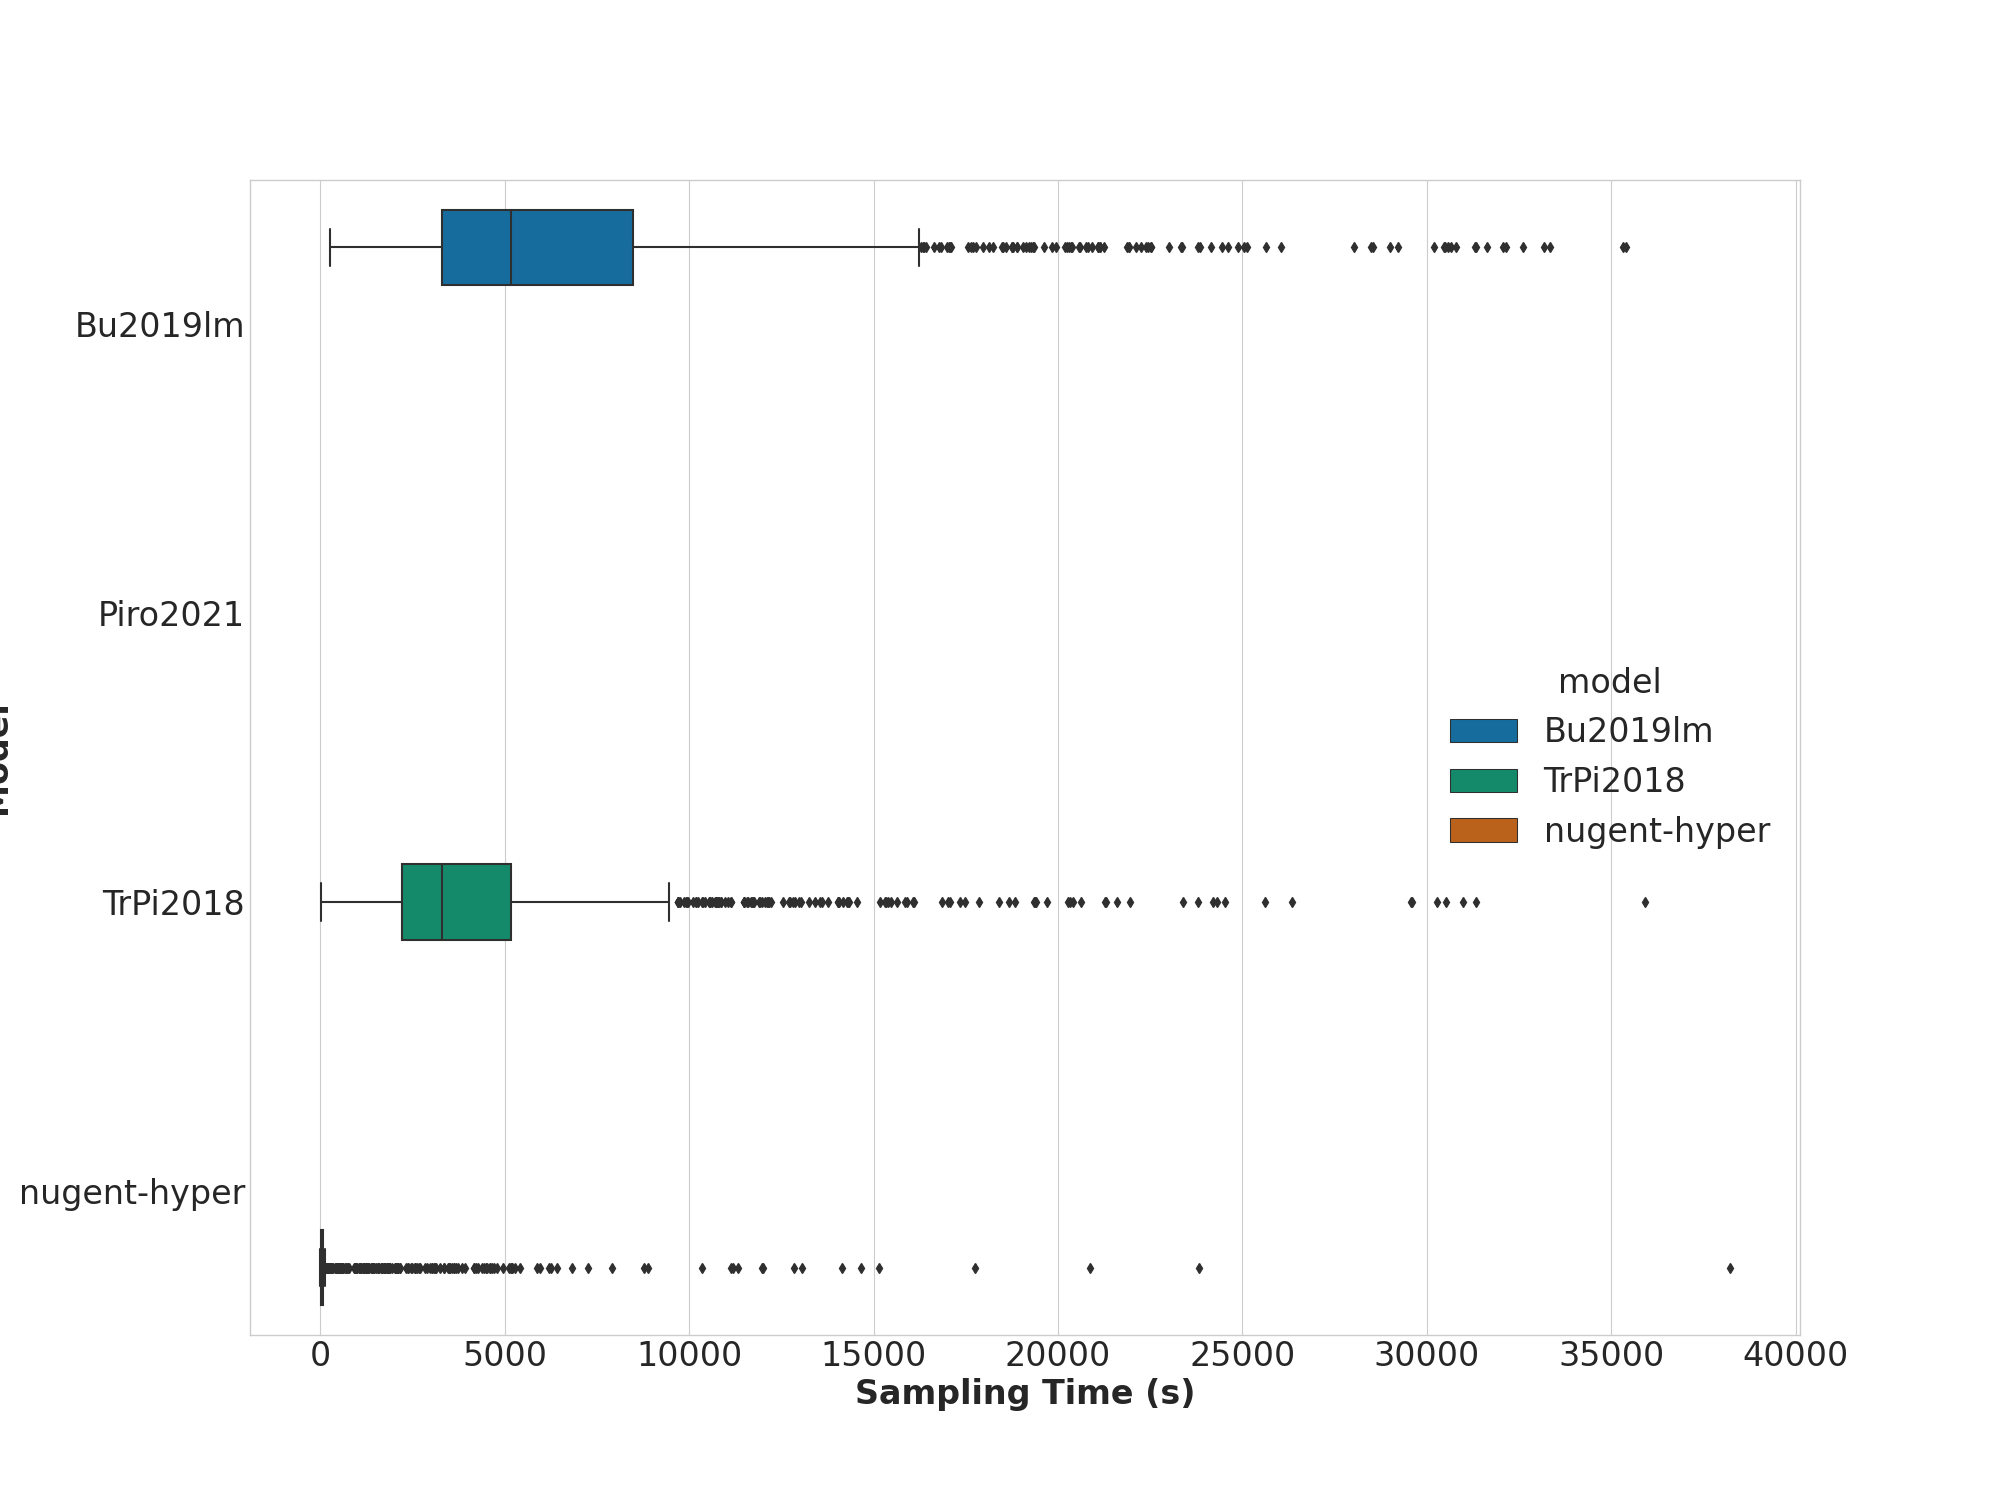 Bu2019lm
Piro2021
TrPi2018
nugent-hyper
model
Bu2019lm
TrPi2018
nugent-hyper
0 5000 10000 15000 20000 25000 30000 35000 40000
Sampling Time (s)